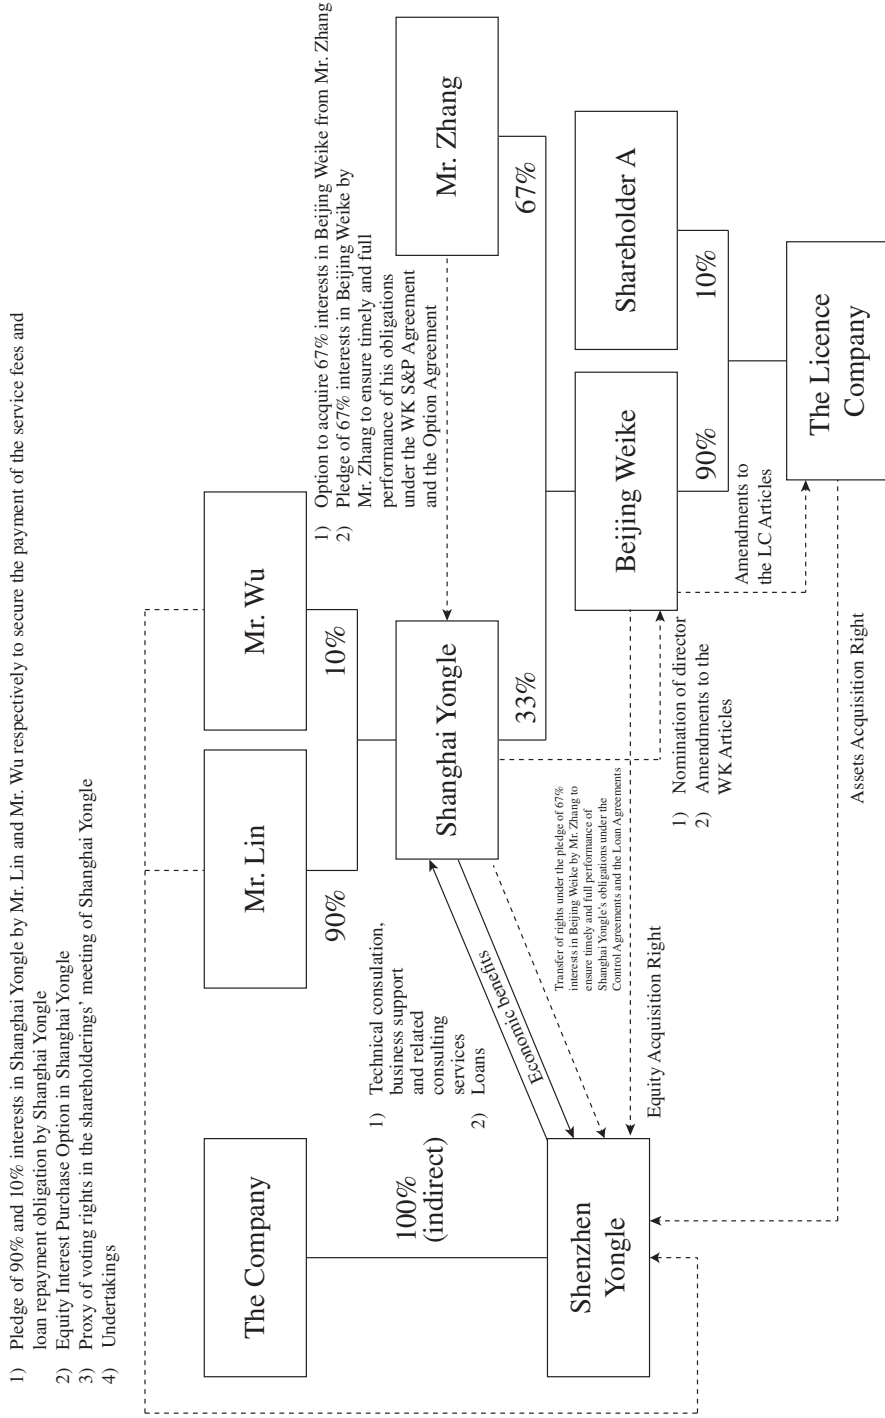 1) Pledge of 90% and 10% interests in Shanghai Yongle by Mr. Lin and Mr. Wu respectively to secure the payment of the service fees and
loan repayment obligation by Shanghai Yongle
2) Equity Interest Purchase Option in Shanghai Yongle
3) Proxy of voting rights in the shareholderings' meeting of Shanghai Yongle
4) Undertakings
The Company
Mr. Lin
Mr. Wu
100%
(indirect)
90%
10%
1) Technical consulation,
business support
and related
consulting
services
2) Loans
1) Option to acquire 67% interests in Beijing Weike from Mr. Zhang
2) Pledge of 67% interests in Beijing Weike by
Mr. Zhang to ensure timely and full
performance of his obligations
under the WK S&P Agreement
and the Option Agreement
Shanghai Yongle
Mr. Zhang
Economic benefits
33%
67%
Shenzhen
Yongle
Transfer of rights under the pledge of 67%
interests in Beijing Weike by Mr. Zhang to
ensure timely and full performance of
Shanghai Yongle's obligations under the
Control Agreements and the Loan Agreements
Equity Acquisition Right
Beijing Weike
Shareholder A
1) Nomination of director
2) Amendments to the
WK Articles
90%
10%
Amendments to
the LC Articles
The Licence
Company
Assets Acquisition Right